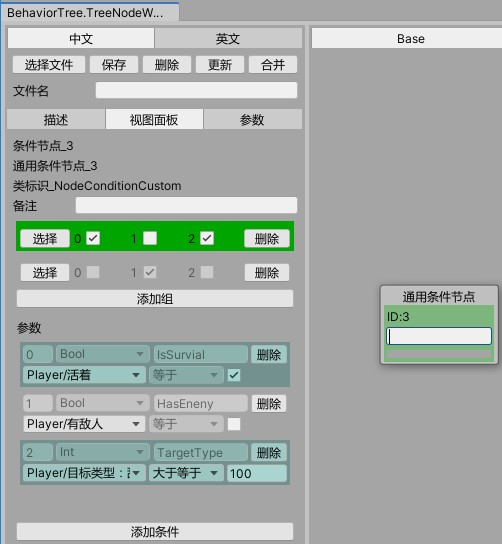 BehaviorTree.TreeNodeW...
中文 英文
选择文件 保存 删除 更新 合并
文件名
描述 视图面板 参数
条件节点_3
通用条件节点_3
类标识_NodeConditionCustom
备注
选择 0 1 2 删除
选择 0 1 2 删除
添加组
参数
0 Bool IsSurvial 删除
Player/活着 等于
1 Bool HasEneny 删除
Player/有敌人 等于
2 Int TargetType 删除
Player/目标类型： 大于等于 100
添加条件
Base
通用条件节点
ID:3